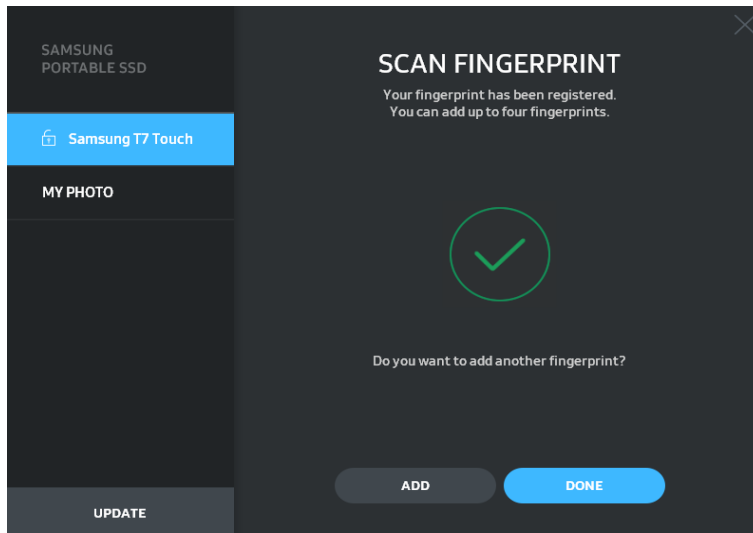 SAMSUNG
PORTABLE SSD
Samsung T7 Touch
MY PHOTO
UPDATE
SCAN FINGERPRINT
Your fingerprint has been registered.
You can add up to four fingerprints.
Do you want to add another fingerprint?
ADD
DONE